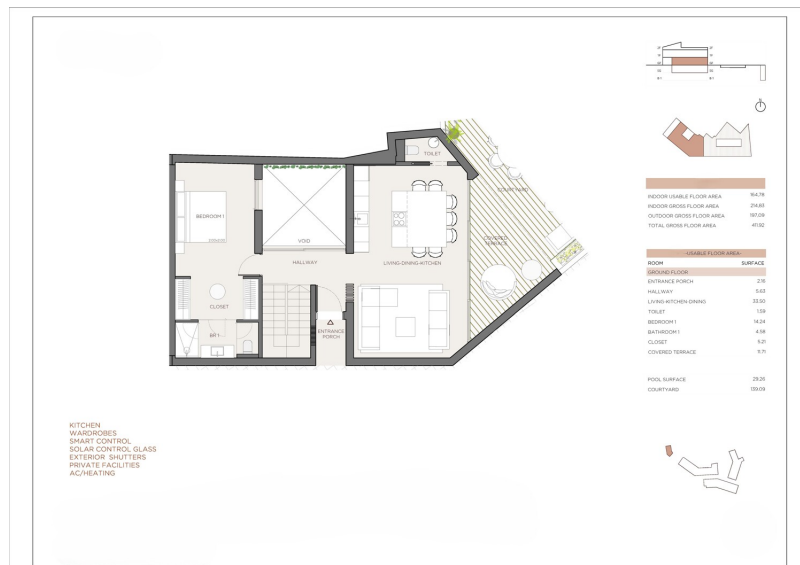 TOILET
BEDROOM 1
COURTYARD
VOID
COVERED
TERRACE
HALLWAY
LIVING-DINING-KITCHEN
CLOSET
ENTRANCE
PORCH
BR 1
KITCHEN
WARDROBES
SMART CONTROL
SOLAR CONTROL GLASS
EXTERIOR SHUTTERS
PRIVATE FACILITIES
AC/HEATING
N
INDOOR USABLE FLOOR AREA 164.78
INDOOR GROSS FLOOR AREA 214.83
OUTDOOR GROSS FLOOR AREA 197.09
TOTAL GROSS FLOOR AREA 411.92
USABLE FLOOR AREA
ROOM SURFACE
GROUND FLOOR
ENTRANCE PORCH 2.16
HALLWAY 5.63
LIVING-KITCHEN-DINING 33.50
TOILET 1.59
BEDROOM 1 14.24
BATHROOM 1 4.58
CLOSET 5.21
COVERED TERRACE 11.71
POOL SURFACE 29.26
COURTYARD 139.09